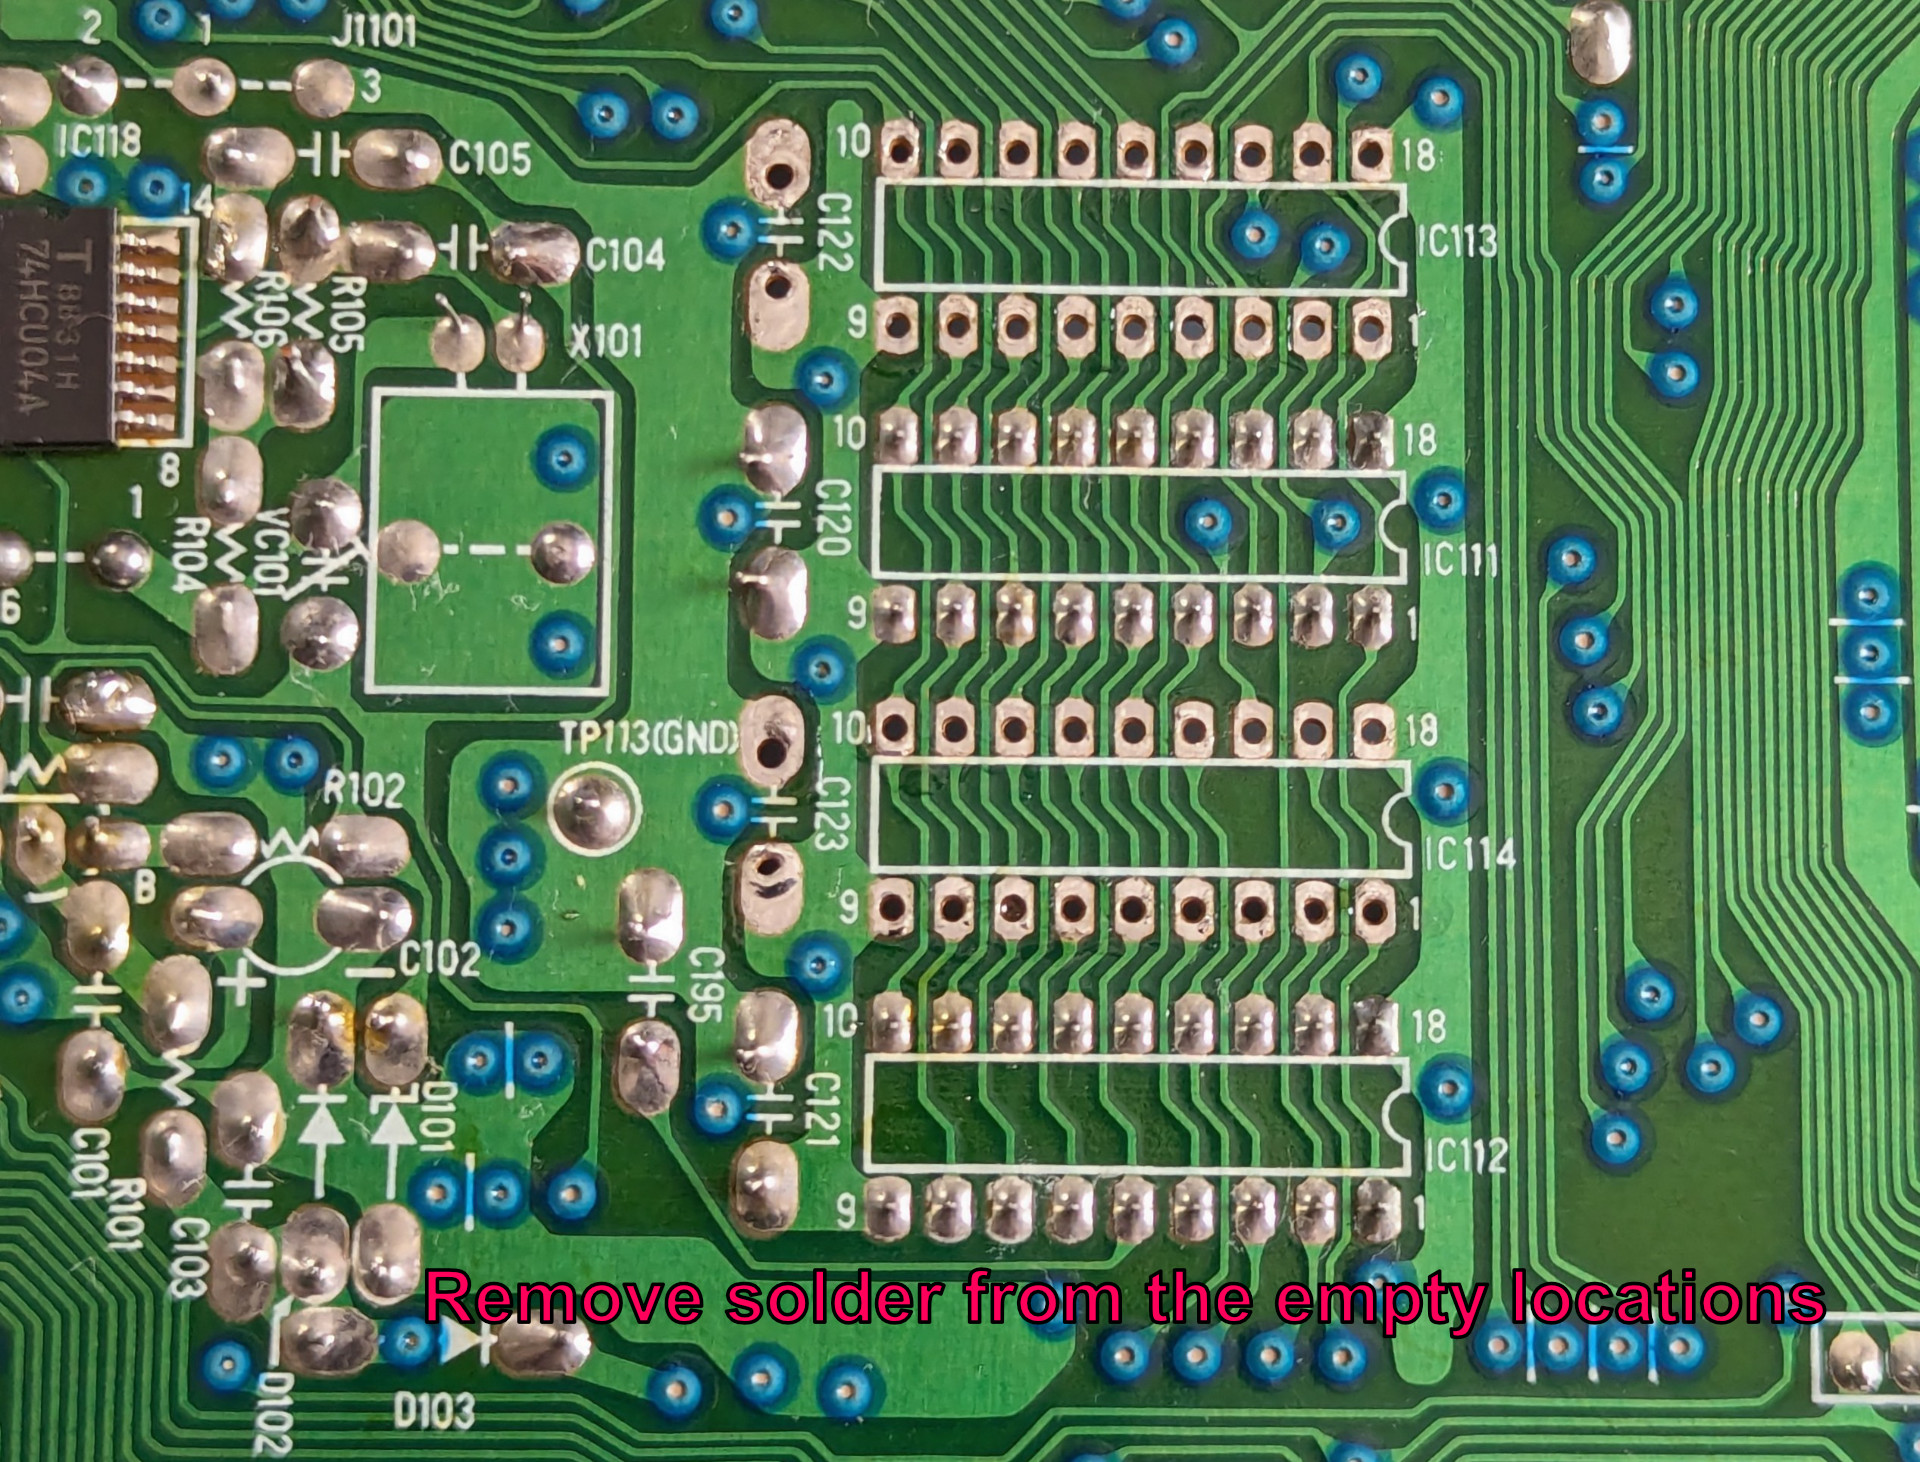 2 1 J1101
3
IC118
C105
14
10
18
C122
IC113
C104
R106
R105
X101
9
1
T 8831H
74HCU04A
8
10
18
C120
IC111
1
R104
VC101
9
1
6
TP113(GND)
10
18
R102
C123
IC114
B
9
1
C102
C195
10
18
D101
C121
IC112
C101
R101
C103
9
1
Remove solder from the empty locations
D102
D103